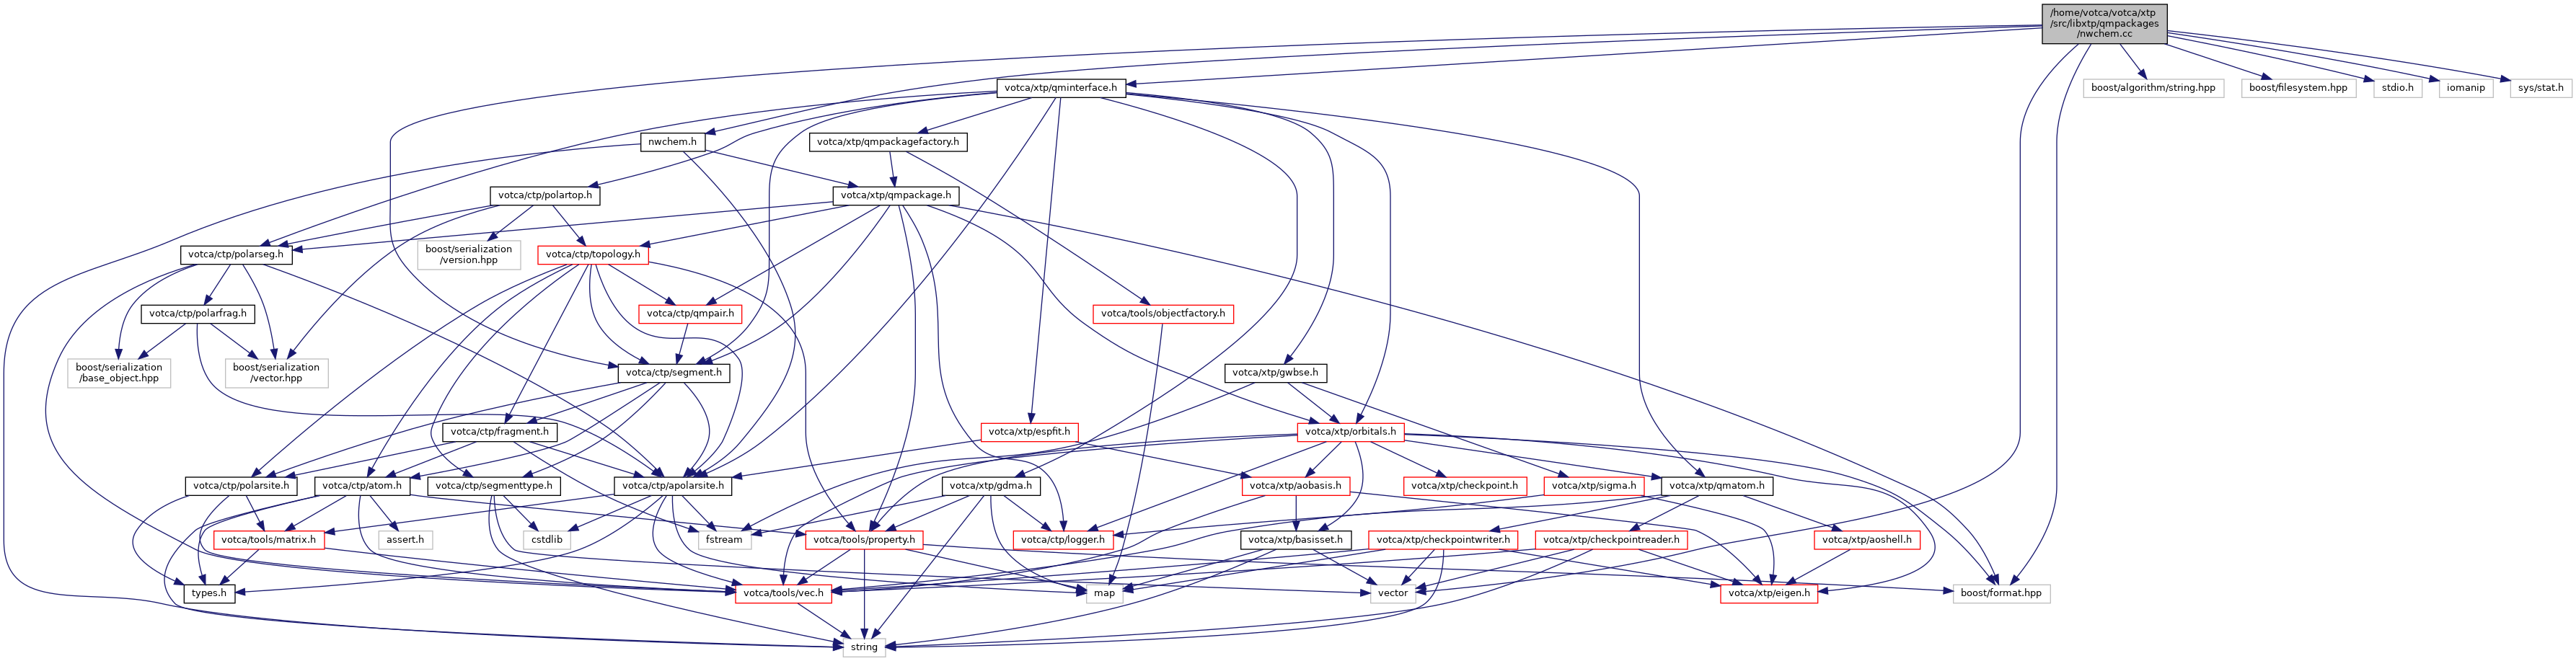 /home/votca/votca/xtp
/src/libxtp/qmpackages
/nwchem.cc
votca/xtp/qminterface.h
boost/algorithm/string.hpp
boost/filesystem.hpp
stdio.h
iomanip
sys/stat.h
nwchem.h
votca/xtp/qmpackagefactory.h
votca/ctp/polartop.h
votca/xtp/qmpackage.h
votca/ctp/polarseg.h
boost/serialization
/version.hpp
votca/ctp/topology.h
votca/ctp/polarfrag.h
votca/ctp/qmpair.h
votca/tools/objectfactory.h
boost/serialization
/base_object.hpp
boost/serialization
/vector.hpp
votca/ctp/segment.h
votca/xtp/gwbse.h
votca/ctp/fragment.h
votca/xtp/espfit.h
votca/xtp/orbitals.h
votca/ctp/polarsite.h
votca/ctp/atom.h
votca/ctp/segmenttype.h
votca/ctp/apolarsite.h
votca/xtp/gdma.h
votca/xtp/aobasis.h
votca/xtp/checkpoint.h
votca/xtp/sigma.h
votca/xtp/qmatom.h
votca/tools/matrix.h
assert.h
cstdlib
fstream
votca/tools/property.h
votca/ctp/logger.h
votca/xtp/basisset.h
votca/xtp/checkpointwriter.h
votca/xtp/checkpointreader.h
votca/xtp/aoshell.h
types.h
votca/tools/vec.h
map
vector
votca/xtp/eigen.h
boost/format.hpp
string